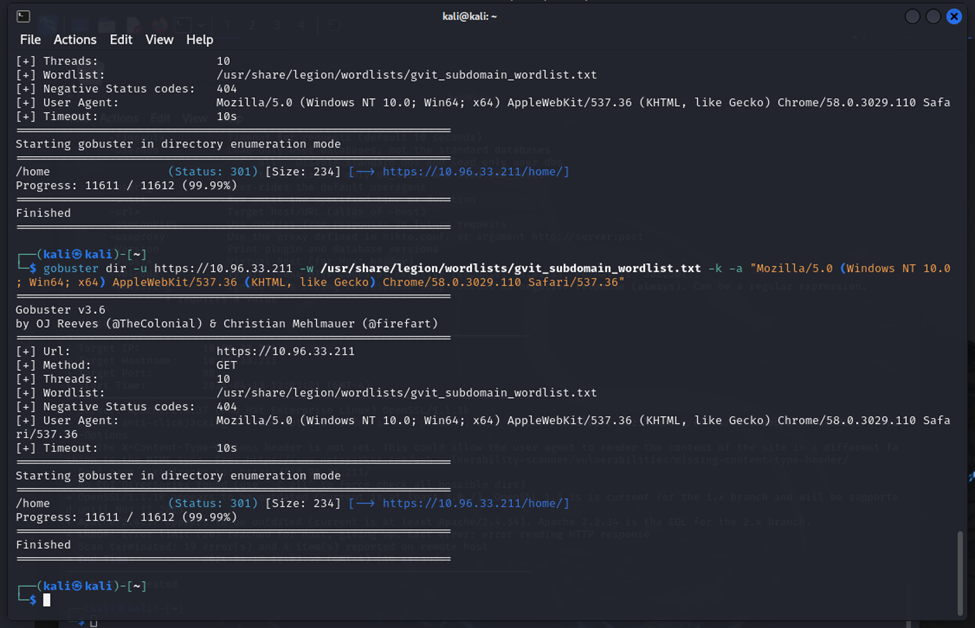 kali@kali: ~
File Actions Edit View Help
[+] Threads: 10
[+] Wordlist: /usr/share/legion/wordlists/gvit_subdomain_wordlist.txt
[+] Negative Status codes: 404
[+] User Agent: Mozilla/5.0 (Windows NT 10.0; Win64; x64) AppleWebKit/537.36 (KHTML, like Gecko) Chrome/58.0.3029.110 Safa
[+] Timeout: 10s
Starting gobuster in directory enumeration mode
/home (Status: 301) [Size: 234] [--> https://10.96.33.211/home/]
Progress: 11611 / 11612 (99.99%)
Finished
┌──(kali㉿kali)-[~]
└─$ gobuster dir -u https://10.96.33.211 -w /usr/share/legion/wordlists/gvit_subdomain_wordlist.txt -k -a "Mozilla/5.0 (Windows NT 10.0
; Win64; x64) AppleWebKit/537.36 (KHTML, like Gecko) Chrome/58.0.3029.110 Safari/537.36"
Gobuster v3.6
by OJ Reeves (@TheColonial) & Christian Mehlmauer (@firefart)
[+] Url: https://10.96.33.211
[+] Method: GET
[+] Threads: 10
[+] Wordlist: /usr/share/legion/wordlists/gvit_subdomain_wordlist.txt
[+] Negative Status codes: 404
[+] User Agent: Mozilla/5.0 (Windows NT 10.0; Win64; x64) AppleWebKit/537.36 (KHTML, like Gecko) Chrome/58.0.3029.110 Safa
ri/537.36
[+] Timeout: 10s
Starting gobuster in directory enumeration mode
/home (Status: 301) [Size: 234] [--> https://10.96.33.211/home/]
Progress: 11611 / 11612 (99.99%)
Finished
┌──(kali㉿kali)-[~]
└─$